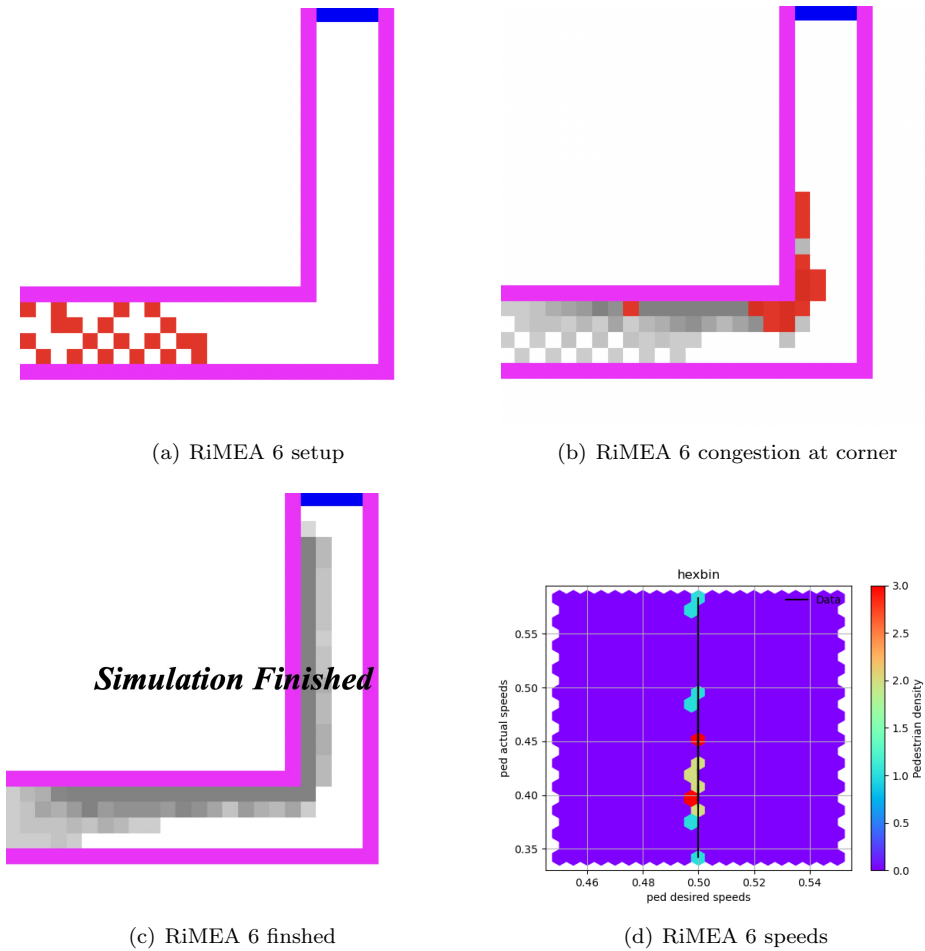 (a) RiMEA 6 setup
(b) RiMEA 6 congestion at corner
Simulation Finished
hexbin
Data
0.55
0.50
0.45
0.40
0.35
ped actual speeds
0.46
0.48
0.50
0.52
0.54
ped desired speeds
3.0
2.5
2.0
1.5
1.0
0.5
0.0
Pedestrian density
(c) RiMEA 6 finshed
(d) RiMEA 6 speeds